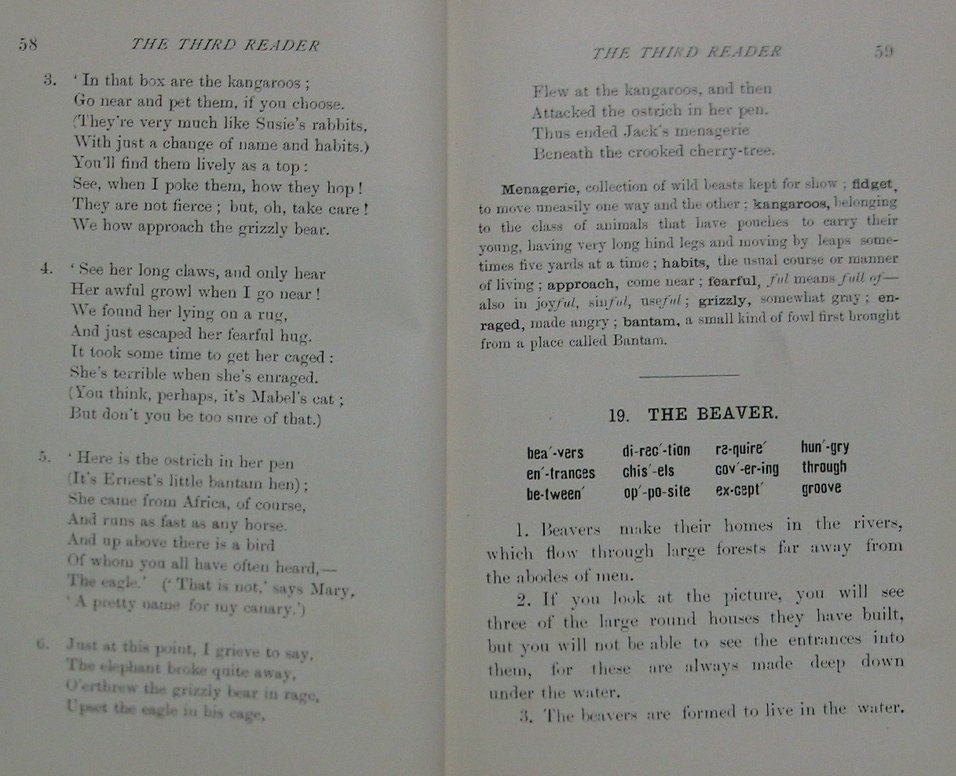 58 THE THIRD READER
3. ‘ In that box are the kangaroos ;
Go near and pet them, if you choose.
(They're very much like Susie's rabbits,
With just a change of name and habits.)
You'll find them lively as a top :
See, when I poke them, how they hop !
They are not fierce ; but, oh, take care !
We how approach the grizzly bear.
4. ‘ See her long claws, and only hear
Her awful growl when I go near !
We found her lying on a rug,
And just escaped her fearful hug.
It took some time to get her caged :
She's terrible when she's enraged.
(You think, perhaps, it's Mabel's cat ;
But don't you be too sure of that.)
5. ‘ Here is the ostrich in her pen
(It's Ernest's little bantam hen) ;
She came from Africa, of course,
And runs as fast as any horse.
And up above there is a bird
Of whom you all have often heard,—
The eagle.’ (‘ That is not,’ says Mary,
‘ A pretty name for my canary.’)
6. Just at this point, I grieve to say,
The elephant broke quite away,
O'erthrew the grizzly bear in rage,
Upset the eagle in his cage,
THE THIRD READER 59
Flew at the kangaroos, and then
Attacked the ostrich in her pen.
Thus ended Jack's menagerie
Beneath the crooked cherry-tree.
Menagerie, collection of wild beasts kept for show ; fidget,
to move uneasily one way and the other ; kangaroos, belonging
to the class of animals that have pouches to carry their
young, having very long hind legs and moving by leaps some-
times five yards at a time ; habits, the usual course or manner
of living ; approach, come near ; fearful, ful means full of—
also in joyful, sinful, useful ; grizzly, somewhat gray ; en-
raged, made angry ; bantam, a small kind of fowl first brought
from a place called Bantam.
19. THE BEAVER.
bea′-vers di-rec′-tion re-quire′ hun′-gry
en′-trances chis′-els cov′-er-ing through
be-tween′ op′-po-site ex-cept′ groove
1. Beavers make their homes in the rivers,
which flow through large forests far away from
the abodes of men.
2. If you look at the picture, you will see
three of the large round houses they have built,
but you will not be able to see the entrances into
them, for these are always made deep down
under the water.
3. The beavers are formed to live in the water.